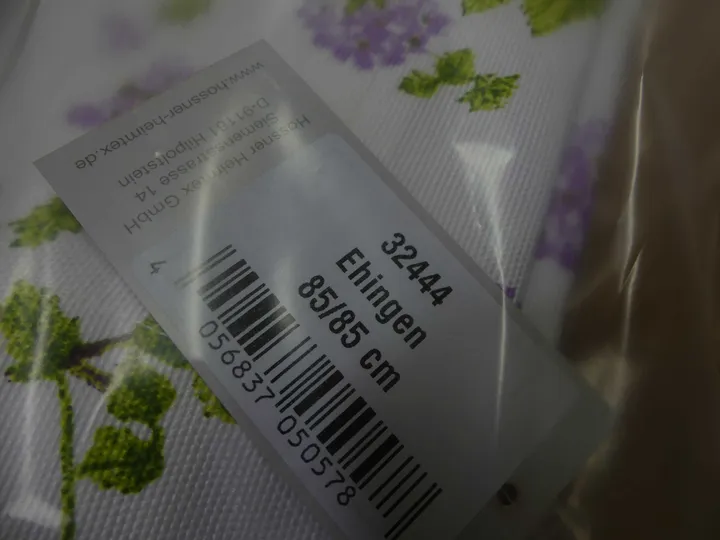 Hossner Heimtex GmbH
Siemensstrasse 14
D-91161 Hilpoltstein
www.hossner-heimtex.de
32444
Ehingen
85/85 cm
4 056837 050578